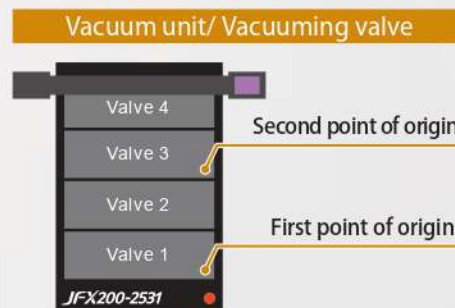 Vacuum unit/ Vacuuming valve
Valve 4
Second point of origin
Valve 3
Valve 2
First point of origin
Valve 1
JFX200-2531